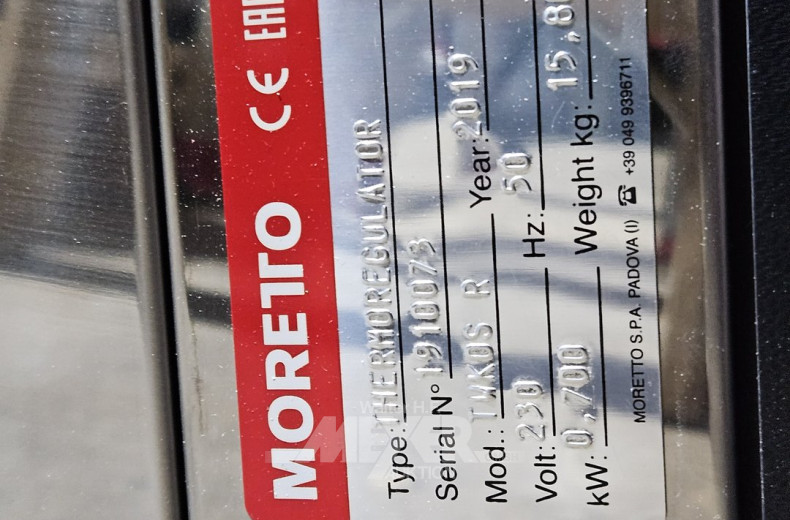 MORETTO CE EAC
Type: THERMOREGULATOR
Serial N° 1910073
Mod.: TWKOS R Year: 2019
Volt: 230 Hz: 50
kW: 0,700 Weight kg: 15,8
MORETTO S.P.A. PADOVA (I) ☎ +39 049 9396711